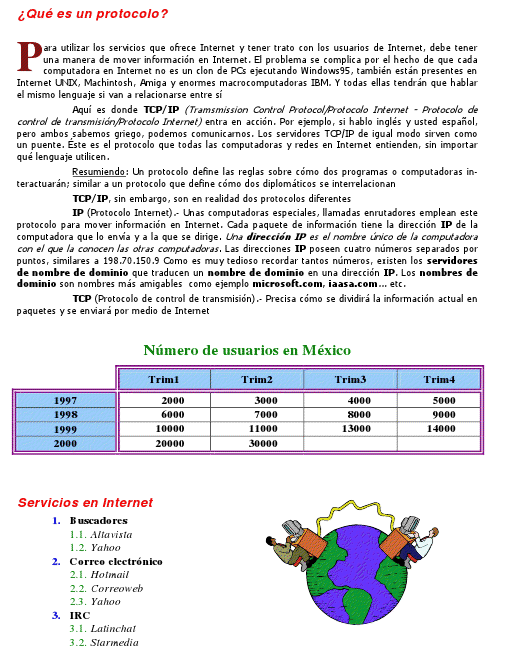 ¿Qué es un protocolo?
Para utilizar los servicios que ofrece Internet y tener trato con los usuarios de Internet, debe tener
una manera de mover información en Internet. El problema se complica por el hecho de que cada
computadora en Internet no es un clon de PCs ejecutando Windows95, también están presentes en
Internet UNIX, Machintosh, Amiga y enormes macrocomputadoras IBM. Y todas ellas tendrán que hablar
el mismo lenguaje si van a relacionarse entre sí
Aquí es donde TCP/IP (Transmission Control Protocol/Protocolo Internet - Protocolo de
control de transmisión/Protocolo Internet) entra en acción. Por ejemplo, si hablo inglés y usted español,
pero ambos sabemos griego, podemos comunicarnos. Los servidores TCP/IP de igual modo sirven como
un puente. Éste es el protocolo que todas las computadoras y redes en Internet entienden, sin importar
qué lenguaje utilicen.
Resumiendo: Un protocolo define las reglas sobre cómo dos programas o computadoras in-
teractuarán; similar a un protocolo que define cómo dos diplomáticos se interrelacionan
TCP/IP, sin embargo, son en realidad dos protocolos diferentes
IP (Protocolo Internet).- Unas computadoras especiales, llamadas enrutadores emplean este
protocolo para mover información en Internet. Cada paquete de información tiene la dirección IP de la
computadora que lo envía y a la que se dirige. Una dirección IP es el nombre único de la computadora
con el que la conocen las otras computadoras. Las direcciones IP poseen cuatro números separados por
puntos, similares a 198.70.150.9 Como es muy tedioso recordar tantos números, existen los servidores
de nombre de dominio que traducen un nombre de dominio en una dirección IP. Los nombres de
dominio son nombres más amigables como ejemplo microsoft.com, iaasa.com... etc.
TCP (Protocolo de control de transmisión).- Precisa cómo se dividirá la información actual en
paquetes y se enviará por medio de Internet
Número de usuarios en México
Trim1 Trim2 Trim3 Trim4
1997 2000 3000 4000 5000
1998 6000 7000 8000 9000
1999 10000 11000 13000 14000
2000 20000 30000
Servicios en Internet
1. Buscadores
1.1. Altavista
1.2. Yahoo
2. Correo electrónico
2.1. Hotmail
2.2. Correoweb
2.3. Yahoo
3. IRC
3.1. Latinchat
3.2. Starmedia